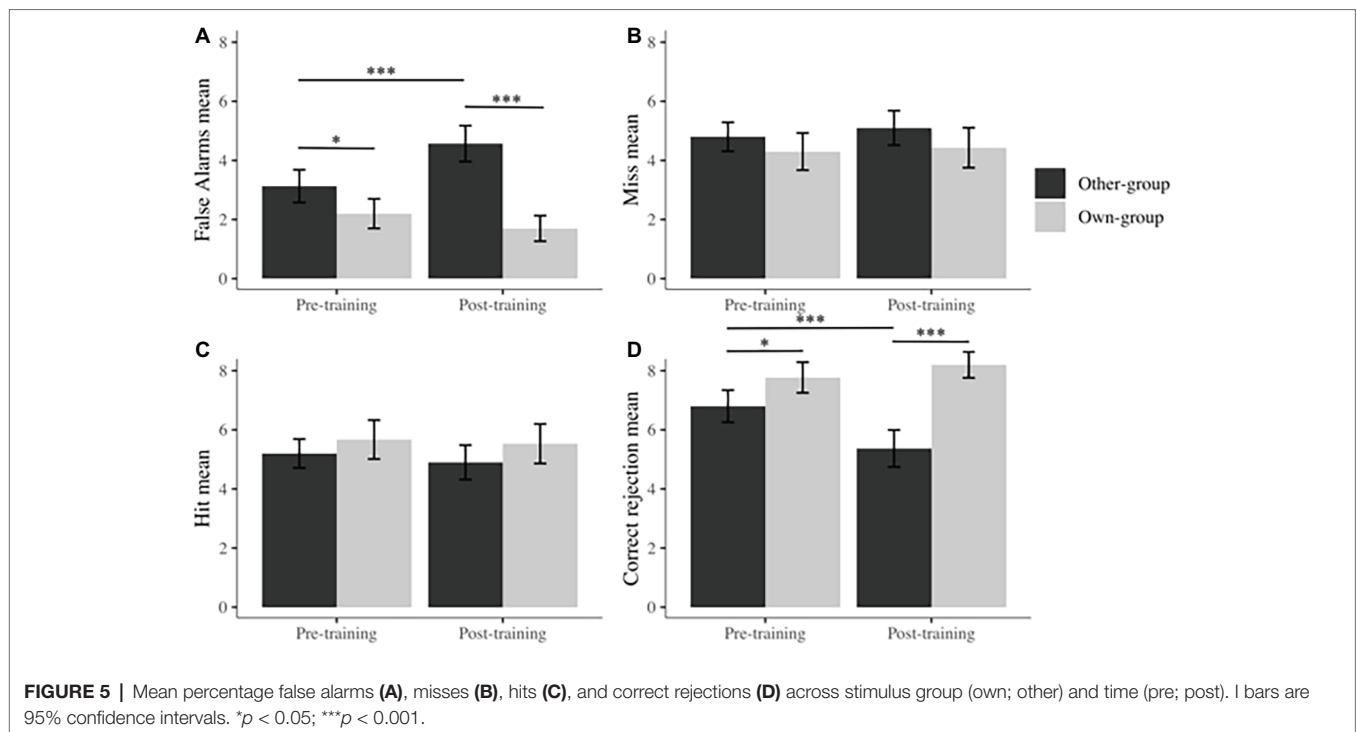 A
False Alarms mean
8
6
4
2
0
***
***
*
Pre-training
Post-training
B
Miss mean
8
6
4
2
0
Pre-training
Post-training
Other-group
Own-group
C
Hit mean
8
6
4
2
0
Pre-training
Post-training
D
Correct rejection mean
8
6
4
2
0
***
***
*
Pre-training
Post-training
FIGURE 5 | Mean percentage false alarms (A), misses (B), hits (C), and correct rejections (D) across stimulus group (own; other) and time (pre; post). I bars are
95% confidence intervals. *p < 0.05; ***p < 0.001.